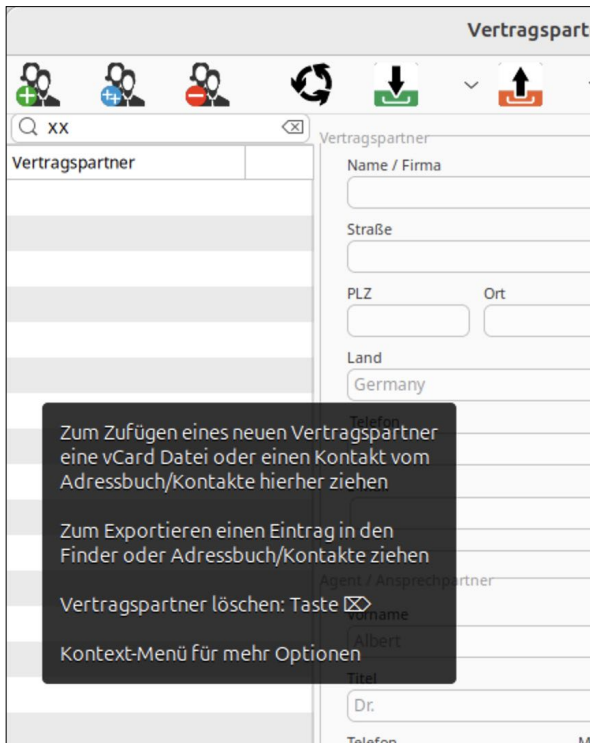 Vertragspart
xx
Vertragspartner
Vertragspartner
Name / Firma
Straße
PLZ
Ort
Land
Germany
Telefon
Zum Zufügen eines neuen Vertragspartner
eine vCard Datei oder einen Kontakt vom
Adressbuch/Kontakte hierher ziehen
Zum Exportieren einen Eintrag in den
Finder oder Adressbuch/Kontakte ziehen
Vertragspartner löschen: Taste ⌦
Kontext-Menü für mehr Optionen
Agent / Ansprechpartner
Vorname
Albert
Titel
Dr.
Telefon
M